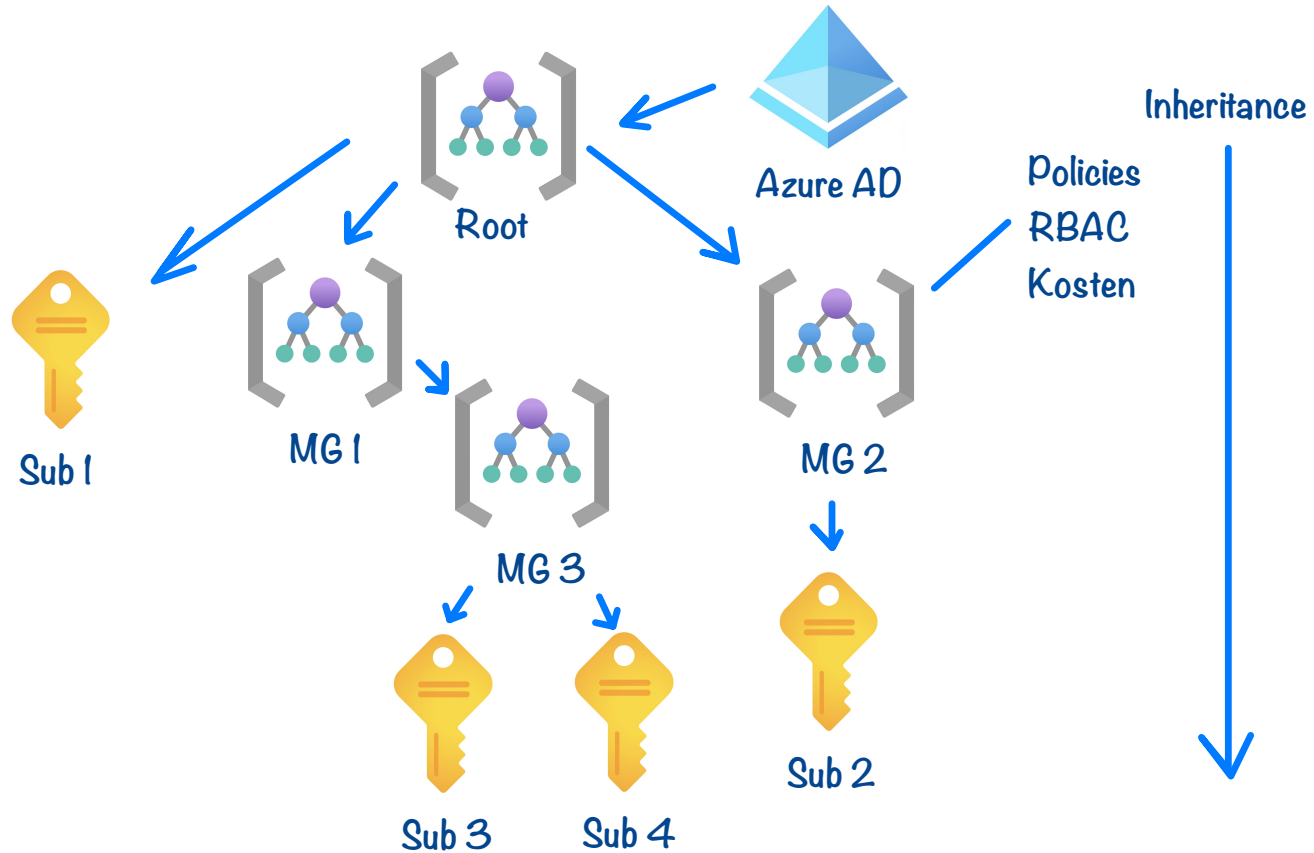 Inheritance
Azure AD
Policies
RBAC
Kosten
Root
MG 1
MG 2
Sub 1
MG 3
Sub 2
Sub 3
Sub 4